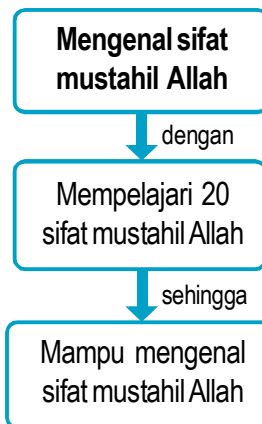 Mengenal sifat
mustahil Allah
dengan
Mempelajari 20
sifat mustahil Allah
sehingga
Mampu mengenal
sifat mustahil Allah